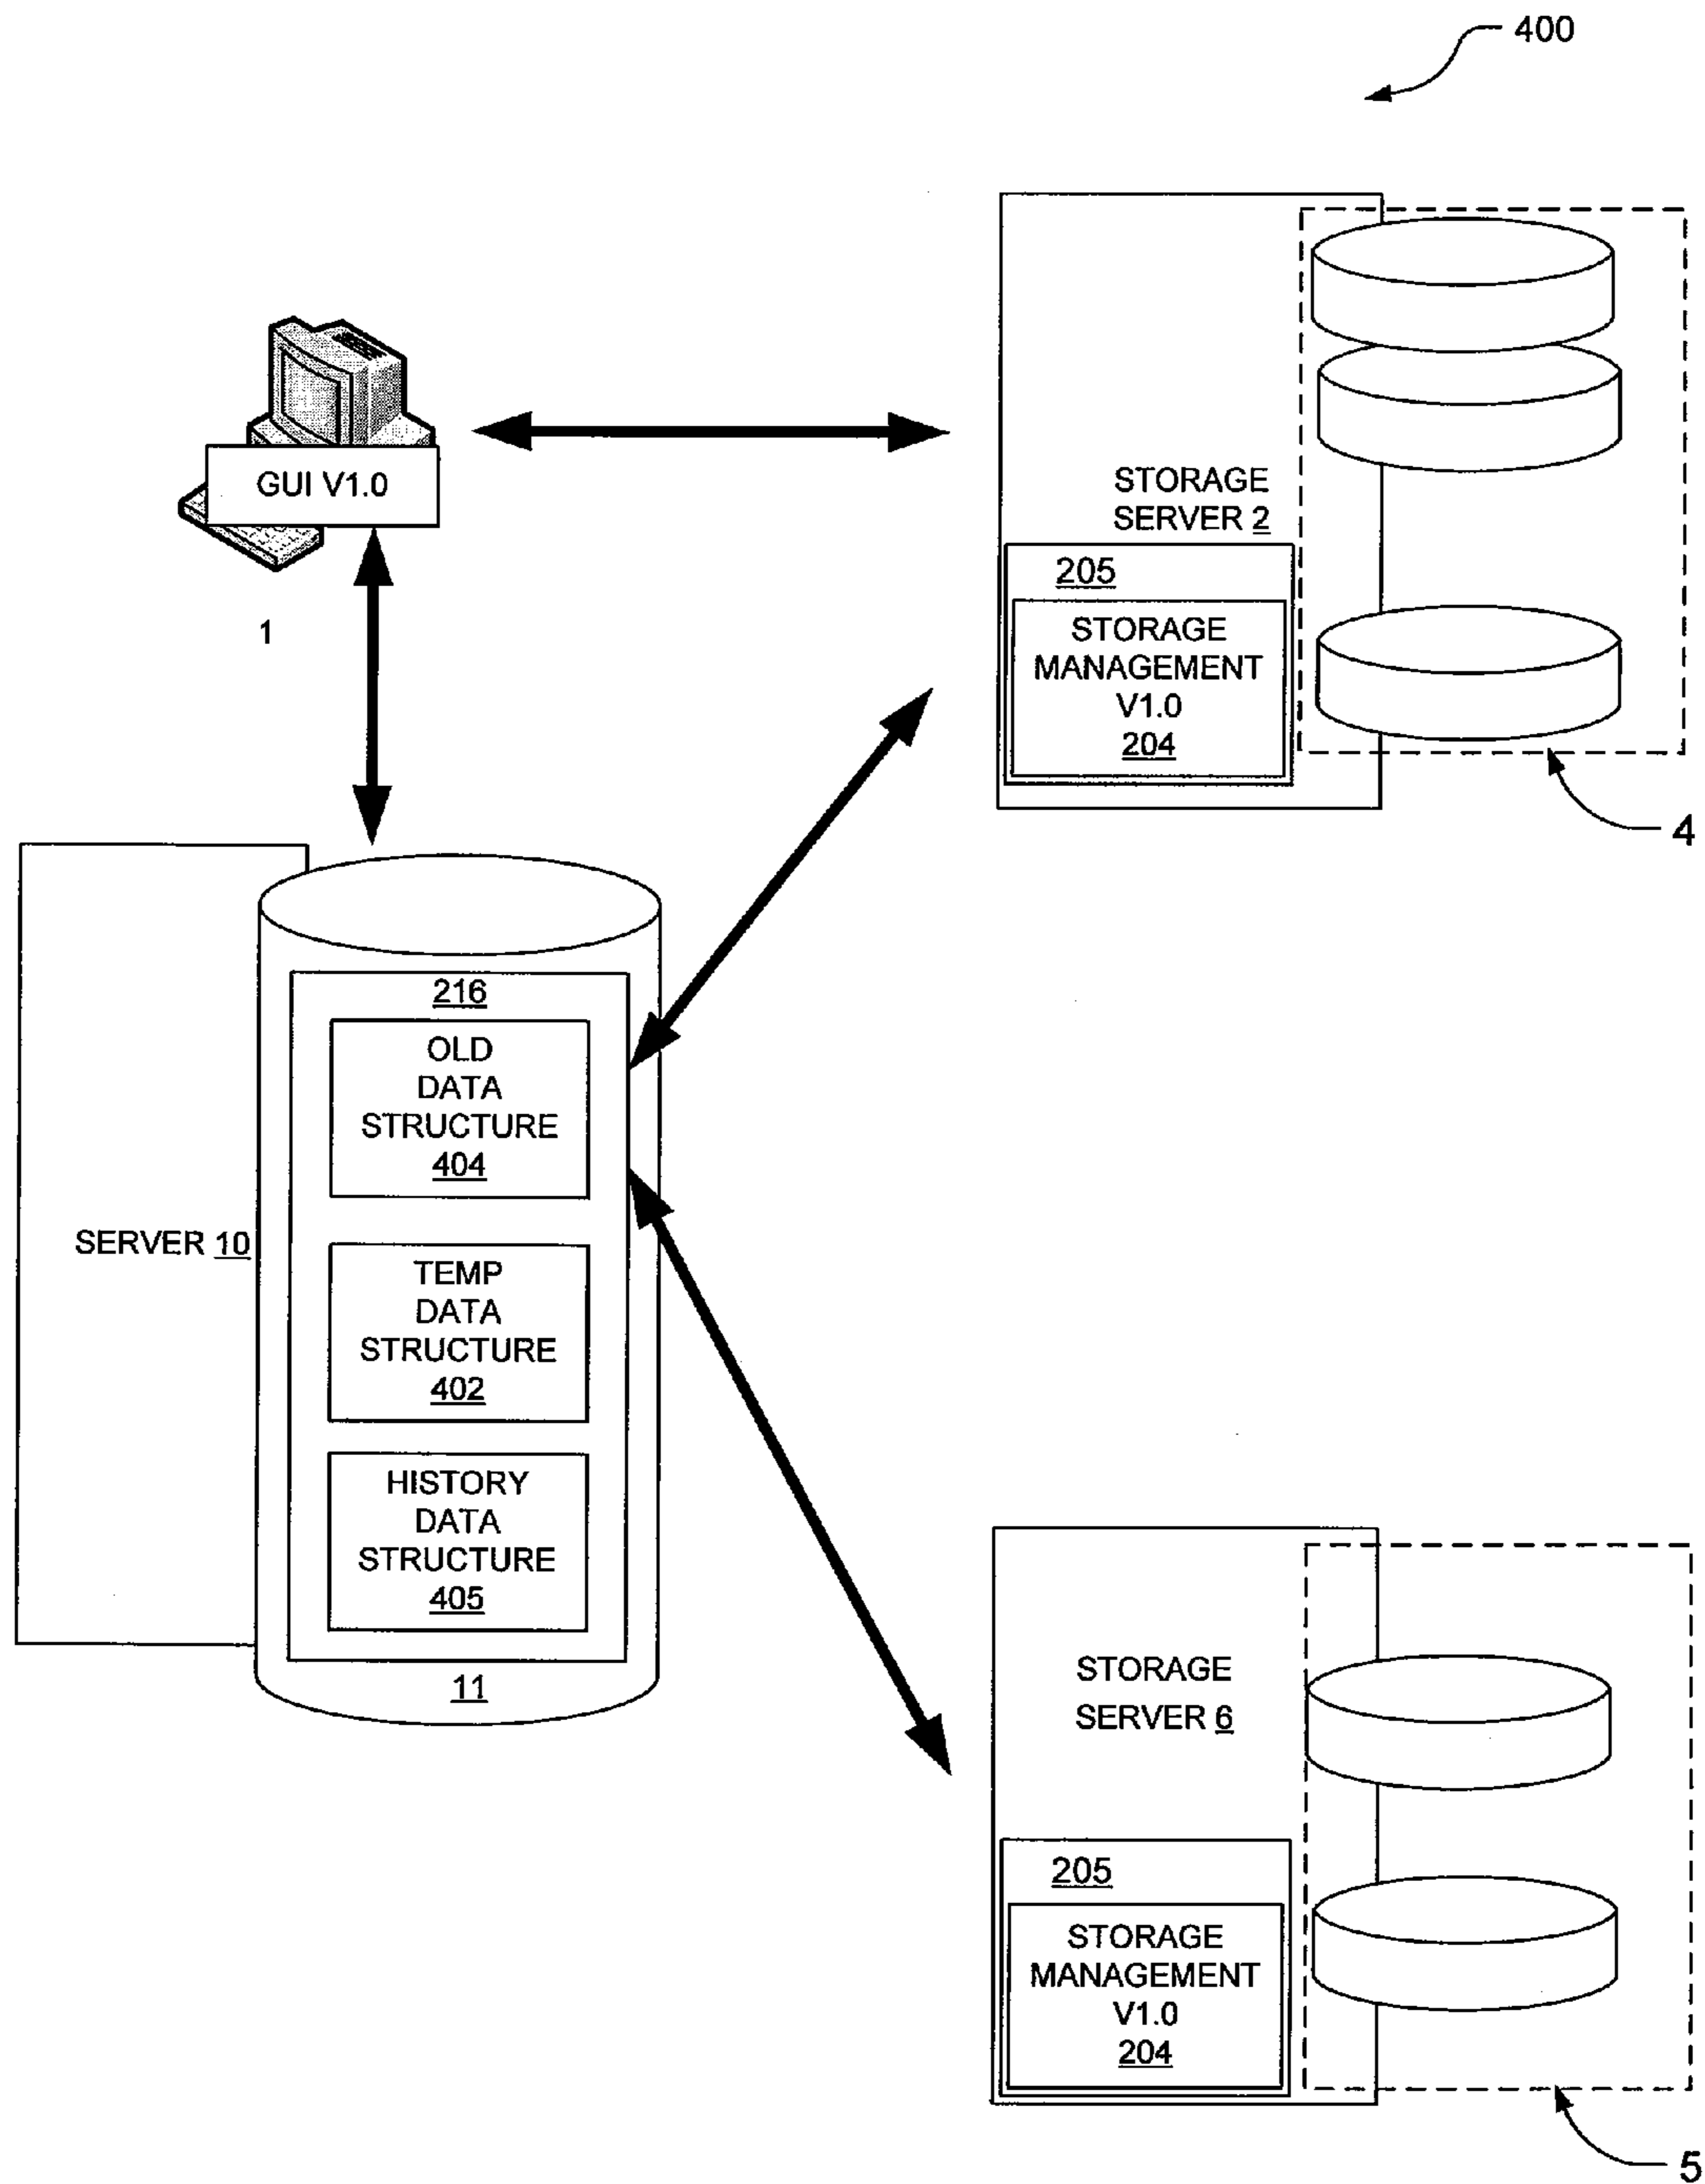 400
GUI V1.0
1
STORAGE
SERVER 2
205
STORAGE
MANAGEMENT
V1.0
204
4
SERVER 10
216
OLD
DATA
STRUCTURE
404
TEMP
DATA
STRUCTURE
402
HISTORY
DATA
STRUCTURE
405
11
STORAGE
SERVER 6
205
STORAGE
MANAGEMENT
V1.0
204
5